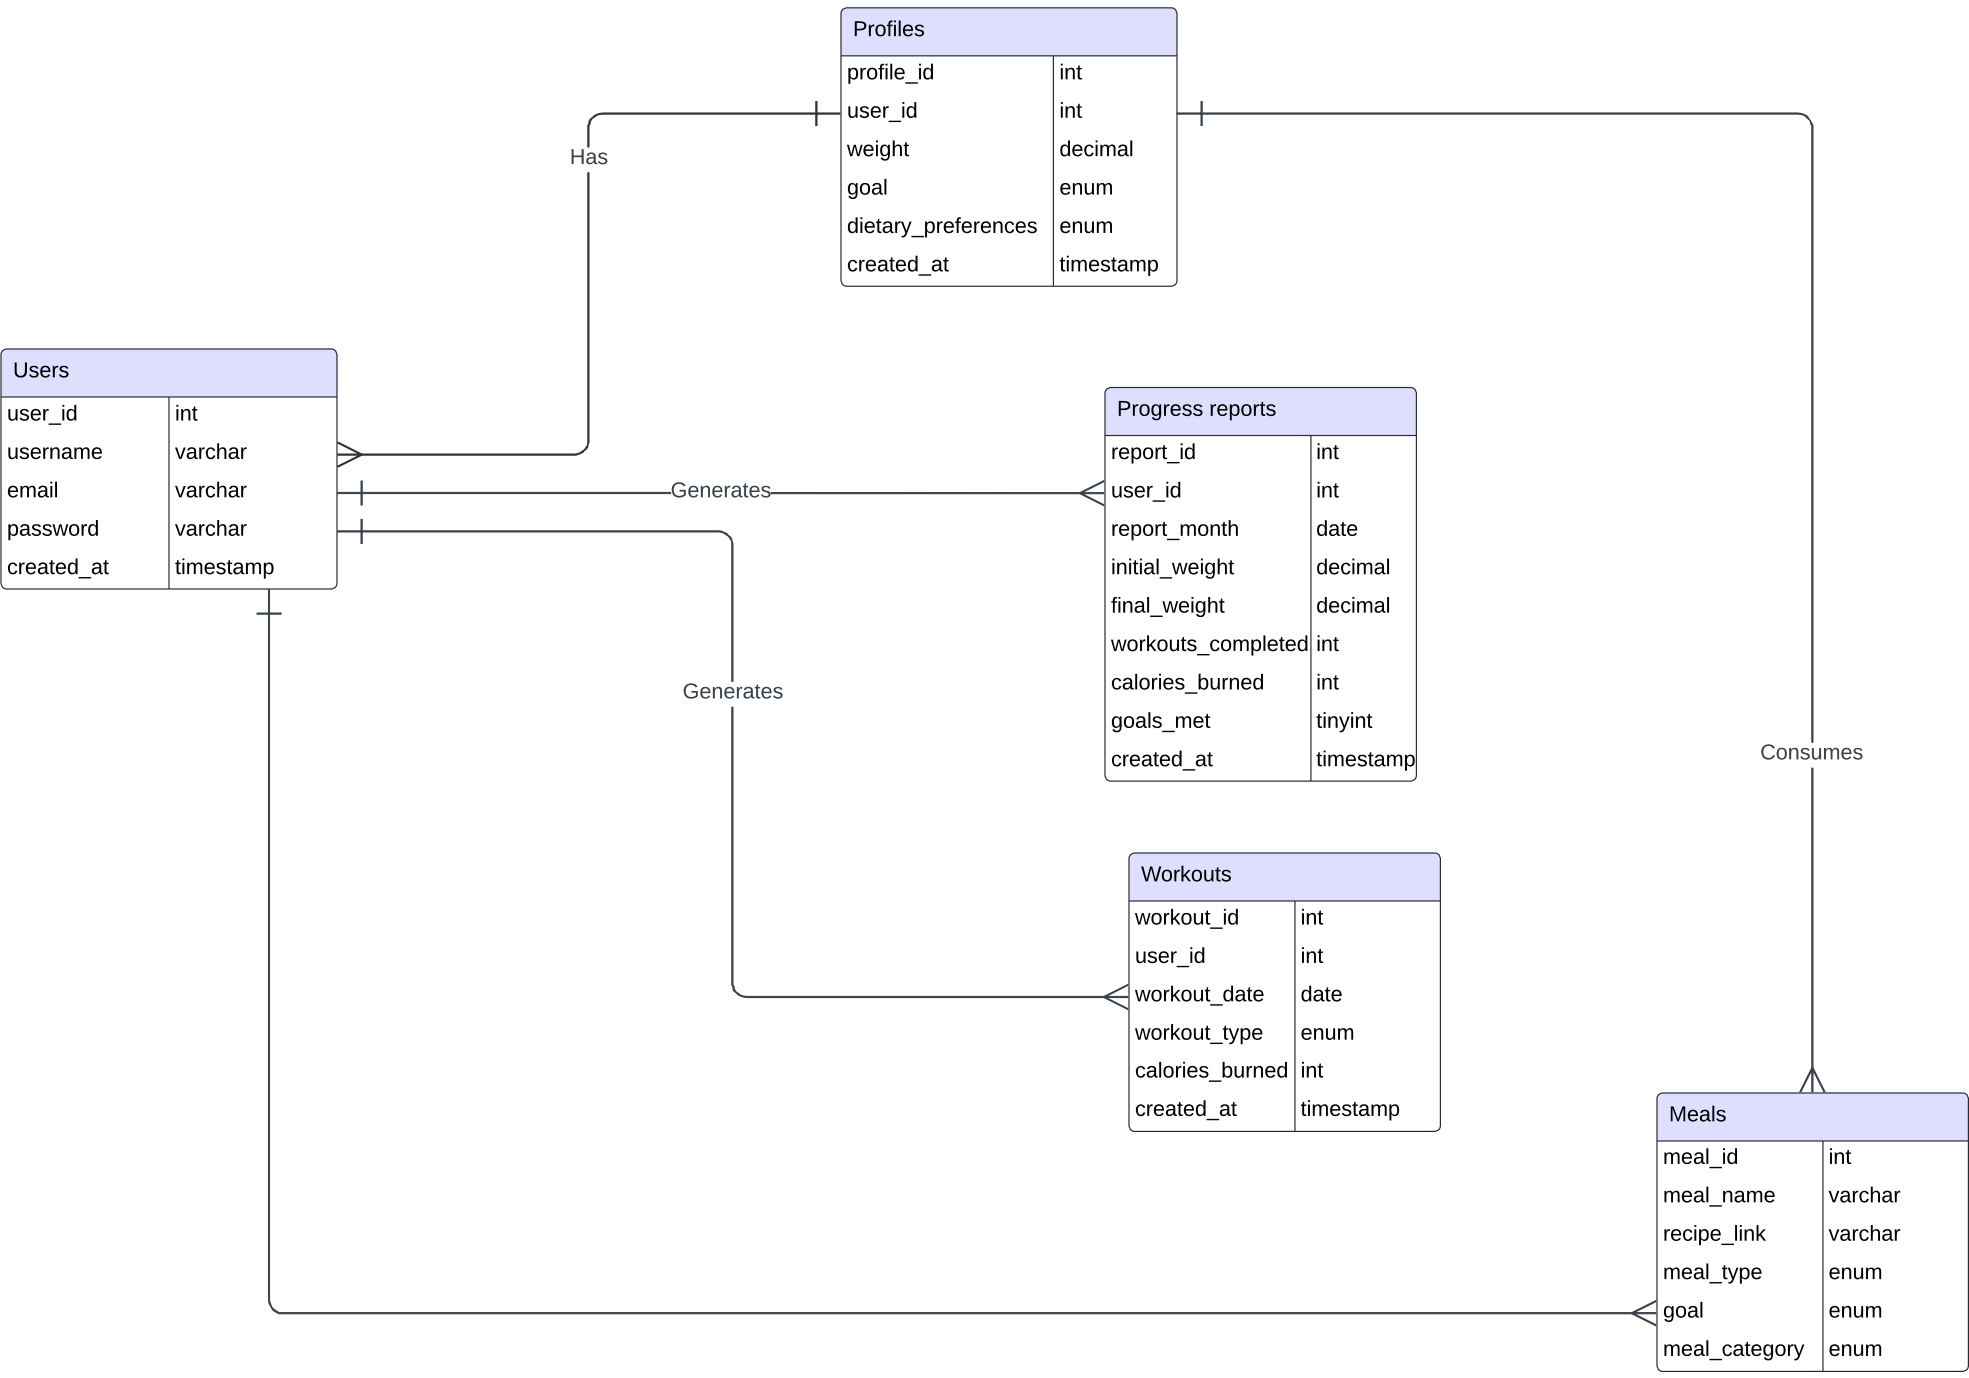 Profiles
profile_id int
user_id int
weight decimal
goal enum
dietary_preferences enum
created_at timestamp
Has
Users
user_id int
username varchar
email varchar
password varchar
created_at timestamp
Generates
Progress reports
report_id int
user_id int
report_month date
initial_weight decimal
final_weight decimal
workouts_completed int
calories_burned int
goals_met tinyint
created_at timestamp
Generates
Consumes
Workouts
workout_id int
user_id int
workout_date date
workout_type enum
calories_burned int
created_at timestamp
Meals
meal_id int
meal_name varchar
recipe_link varchar
meal_type enum
goal enum
meal_category enum